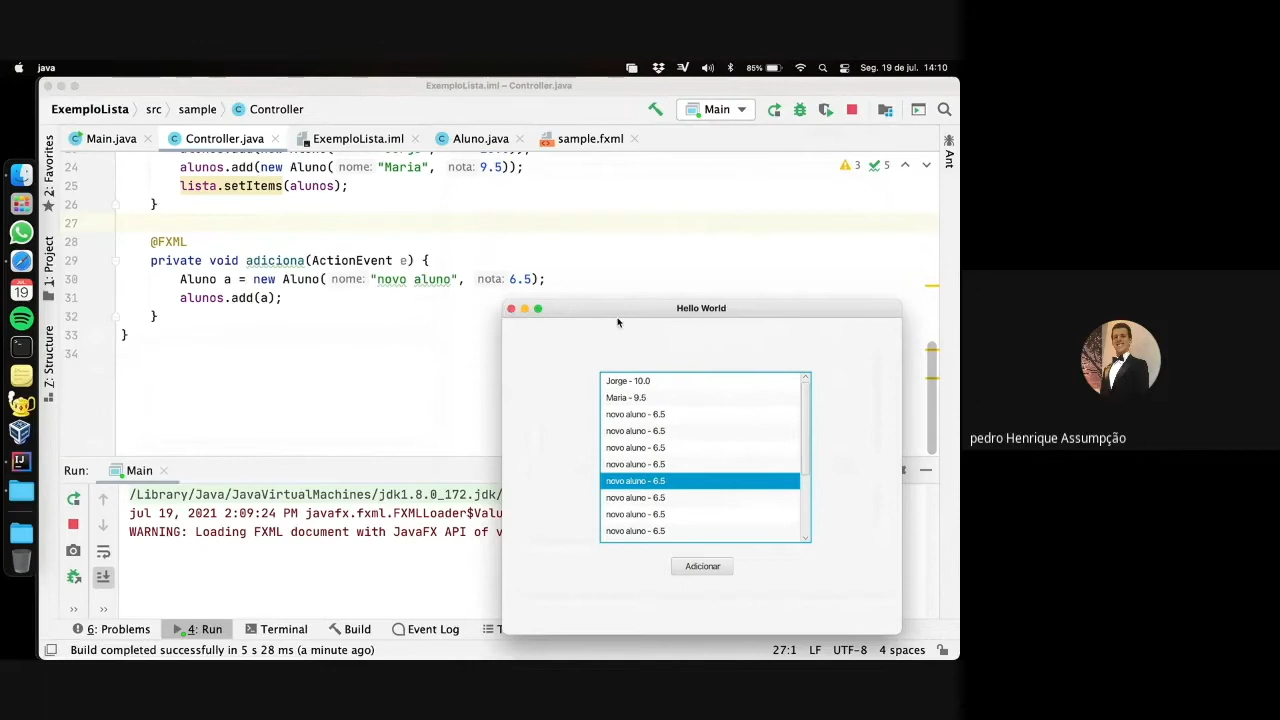 java
85%
Seg. 19 de jul. 14:10
ExemploLista.iml – Controller.java
ExemploLista
src
sample
Controller
Main
Main.java
Controller.java
ExemploLista.iml
Aluno.java
sample.fxml
2: Favorites
1: Project
Z: Structure
Ant
3
5
24 alunos.add(new Aluno( nome: "Maria", nota: 9.5));
25 lista.setItems(alunos);
26 }
27
28 @FXML
29 private void adiciona(ActionEvent e) {
30 Aluno a = new Aluno( nome: "novo aluno", nota: 6.5);
31 alunos.add(a);
32 }
33 }
34
19
Hello World
Jorge - 10.0
Maria - 9.5
novo aluno - 6.5
novo aluno - 6.5
novo aluno - 6.5
novo aluno - 6.5
novo aluno - 6.5
novo aluno - 6.5
novo aluno - 6.5
novo aluno - 6.5
Adicionar
Run:
Main
/Library/Java/JavaVirtualMachines/jdk1.8.0_172.jdk/
jul 19, 2021 2:09:24 PM javafx.fxml.FXMLLoader$Valu
WARNING: Loading FXML document with JavaFX API of v
6: Problems
4: Run
Terminal
Build
Event Log
Build completed successfully in 5 s 28 ms (a minute ago)
27:1
LF
UTF-8
4 spaces
pedro Henrique Assumpção